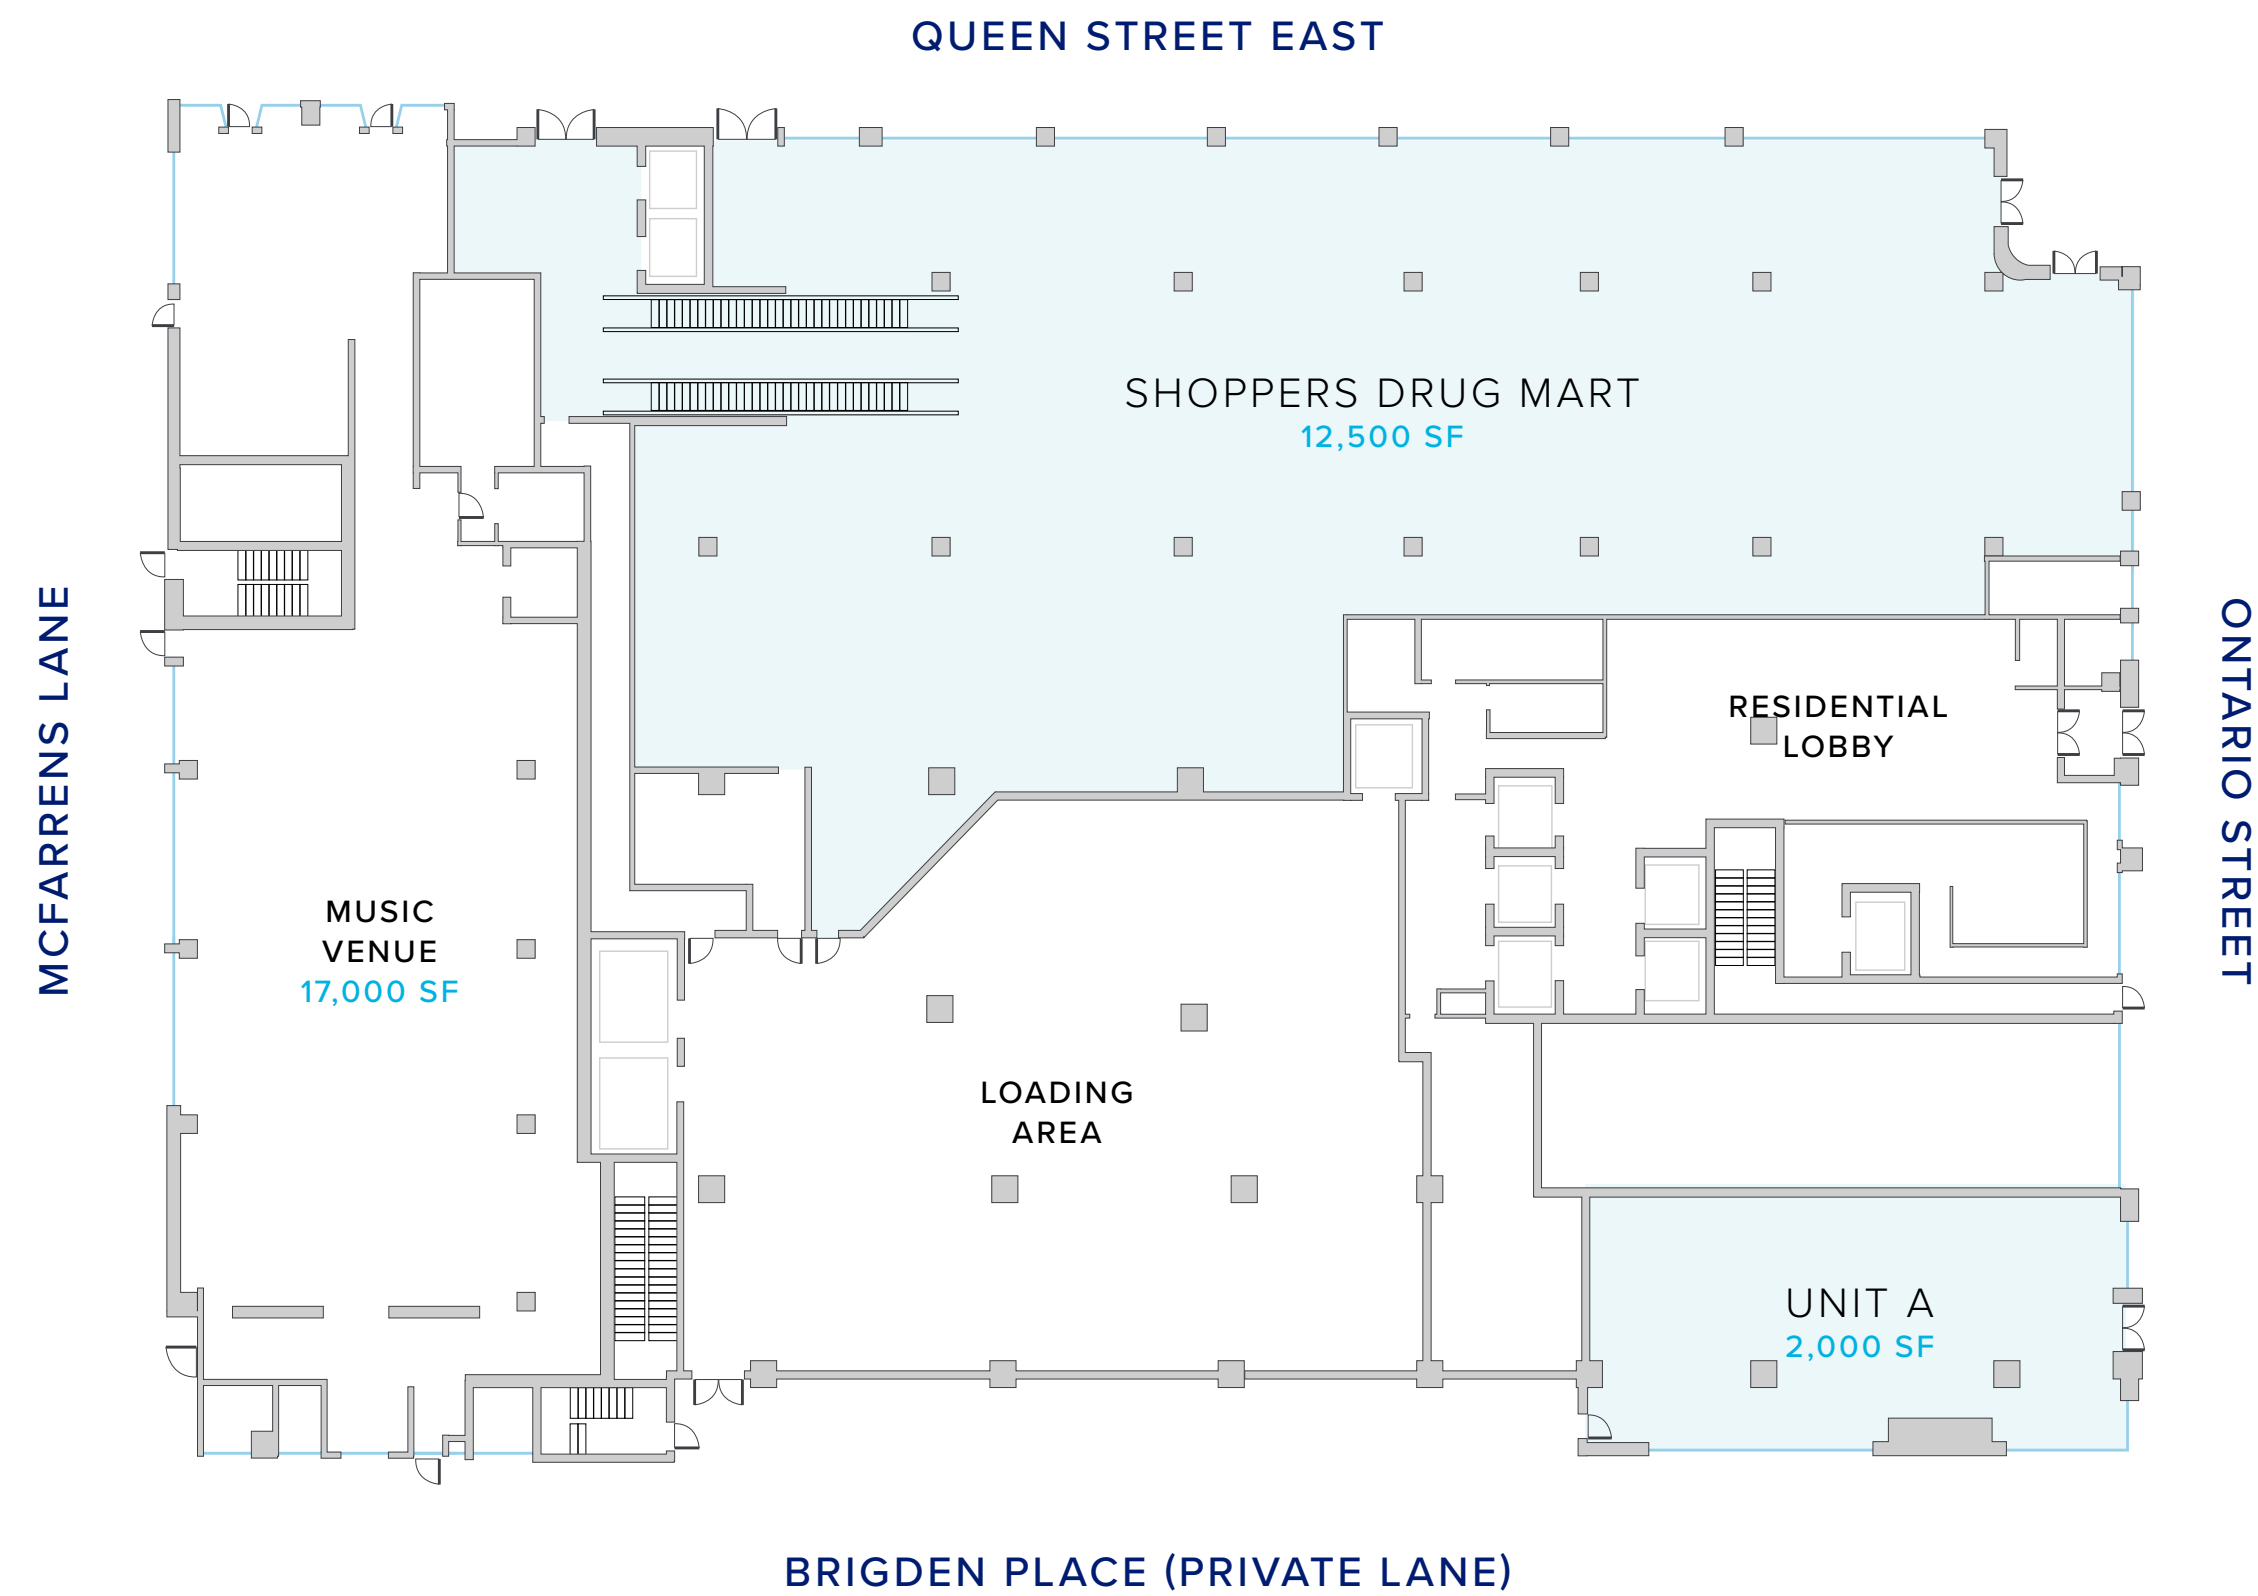 QUEEN STREET EAST
SHOPPERS DRUG MART
12,500 SF
MCFARRENS LANE
ONTARIO STREET
RESIDENTIAL
LOBBY
MUSIC
VENUE
17,000 SF
LOADING
AREA
UNIT A
2,000 SF
BRIGDEN PLACE (PRIVATE LANE)